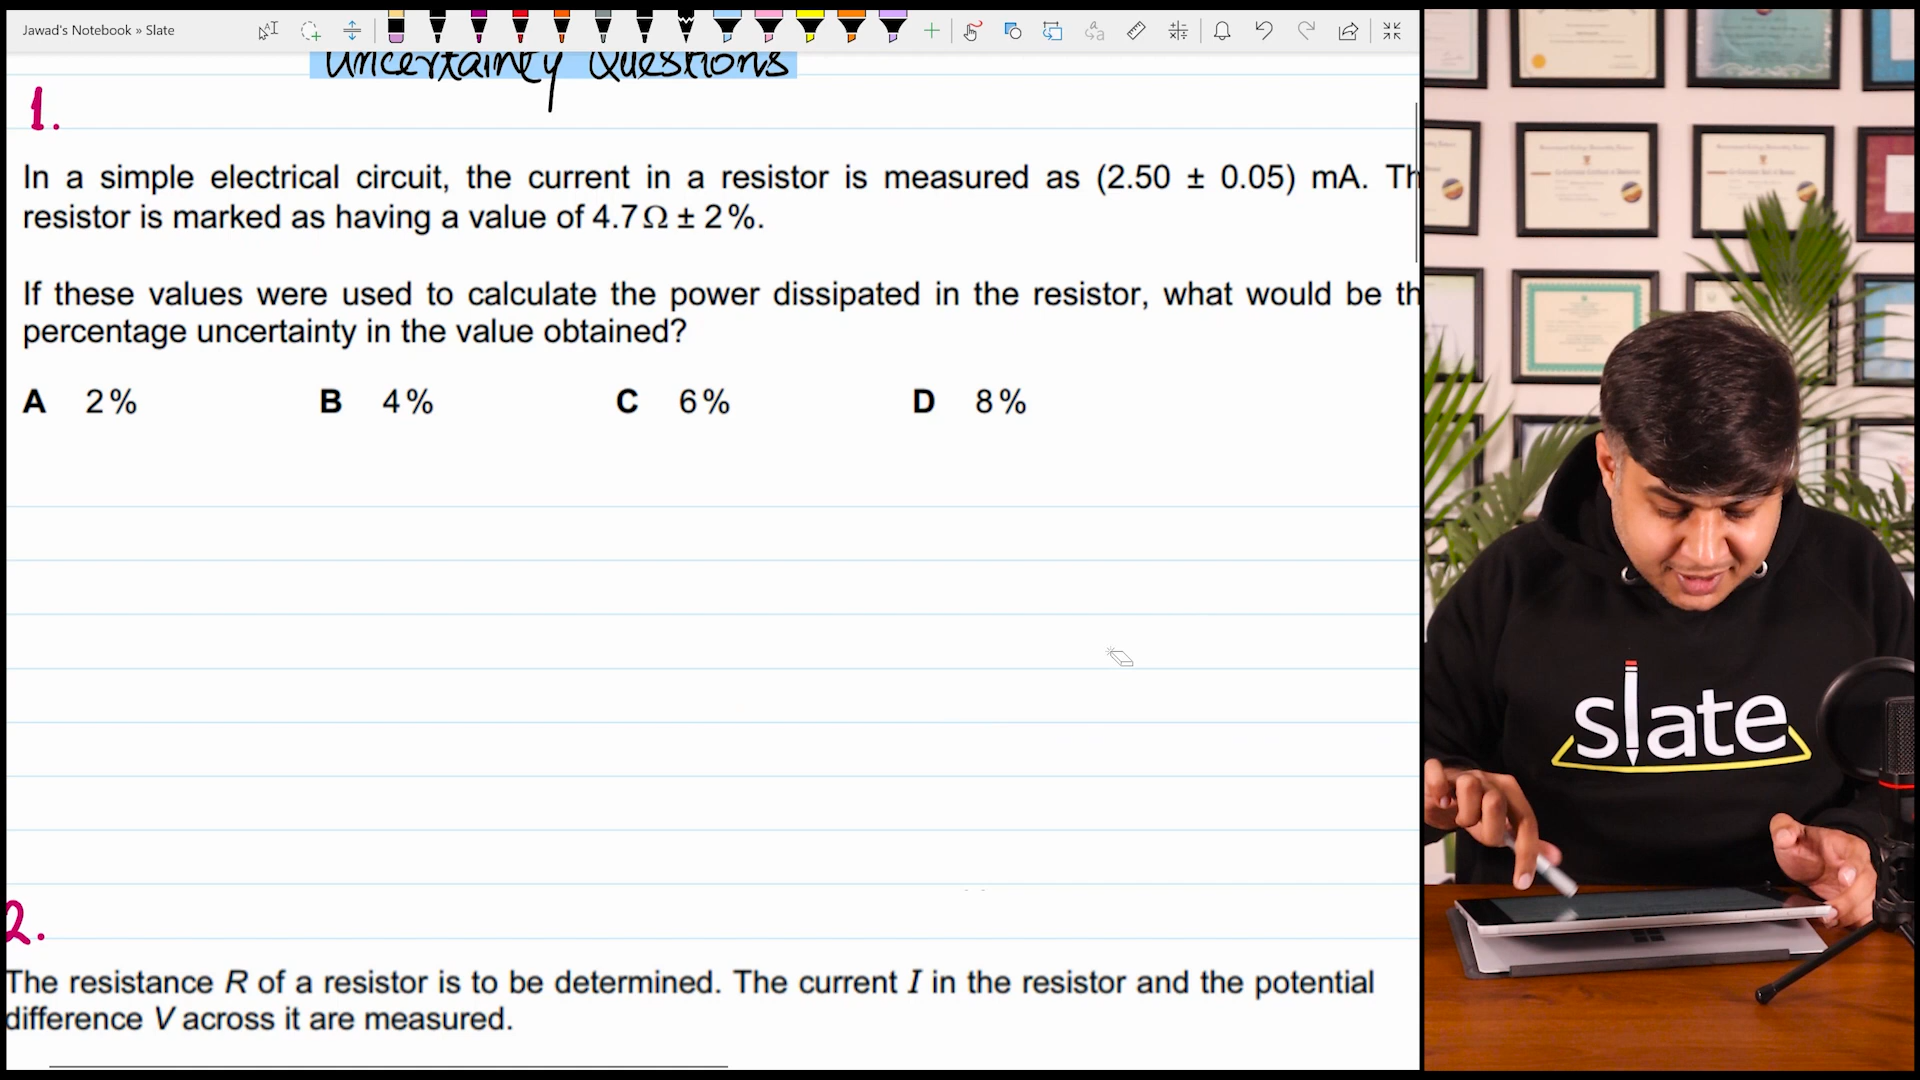 Jawad's Notebook » Slate
Uncertainty Questions
1.
In a simple electrical circuit, the current in a resistor is measured as (2.50 ± 0.05) mA. Th
resistor is marked as having a value of 4.7 Ω ± 2 %.
If these values were used to calculate the power dissipated in the resistor, what would be th
percentage uncertainty in the value obtained?
A 2 % B 4 % C 6 % D 8 %
2.
The resistance R of a resistor is to be determined. The current I in the resistor and the potential
difference V across it are measured.
slate